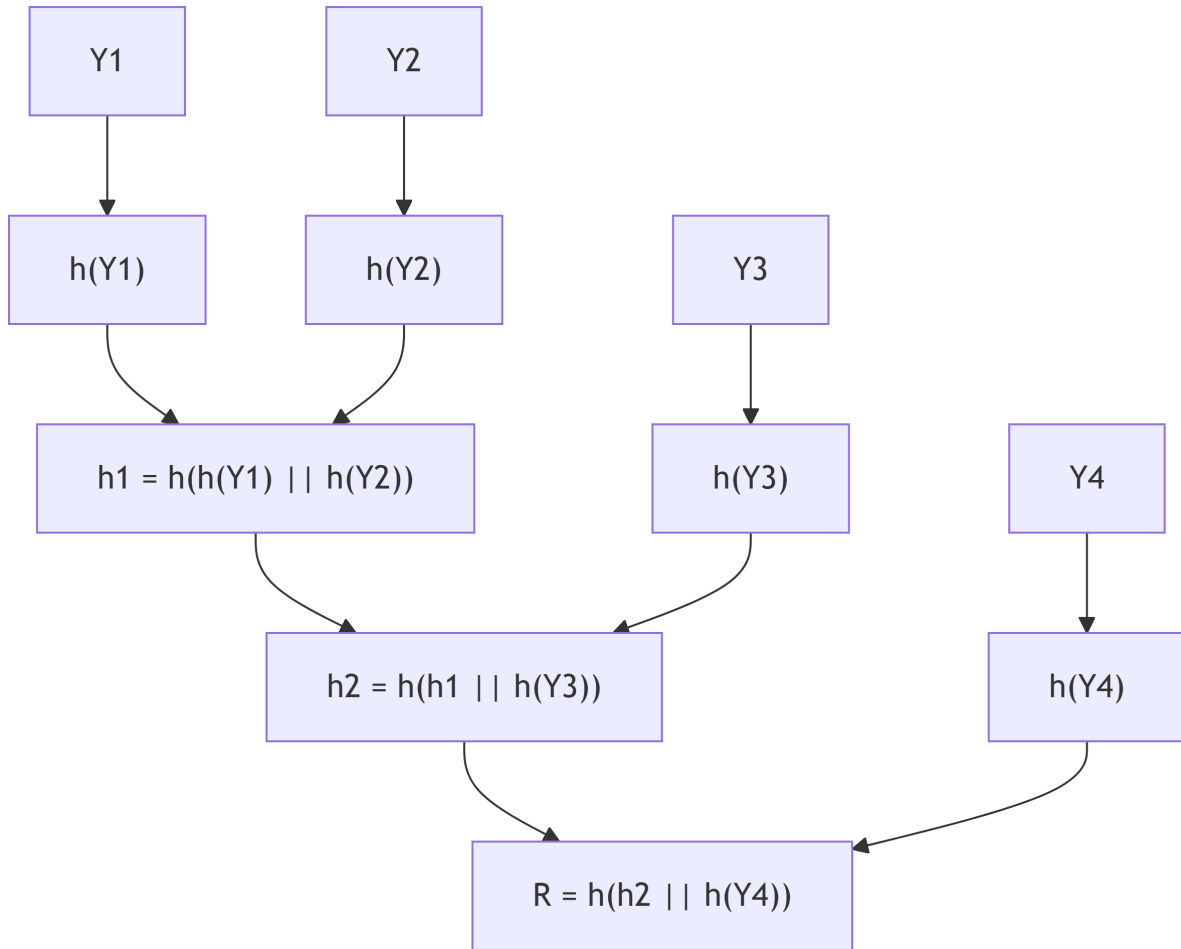 Y1
Y2
h(Y1)
h(Y2)
Y3
h1 = h(h(Y1) || h(Y2))
h(Y3)
Y4
h2 = h(h1 || h(Y3))
h(Y4)
R = h(h2 || h(Y4))